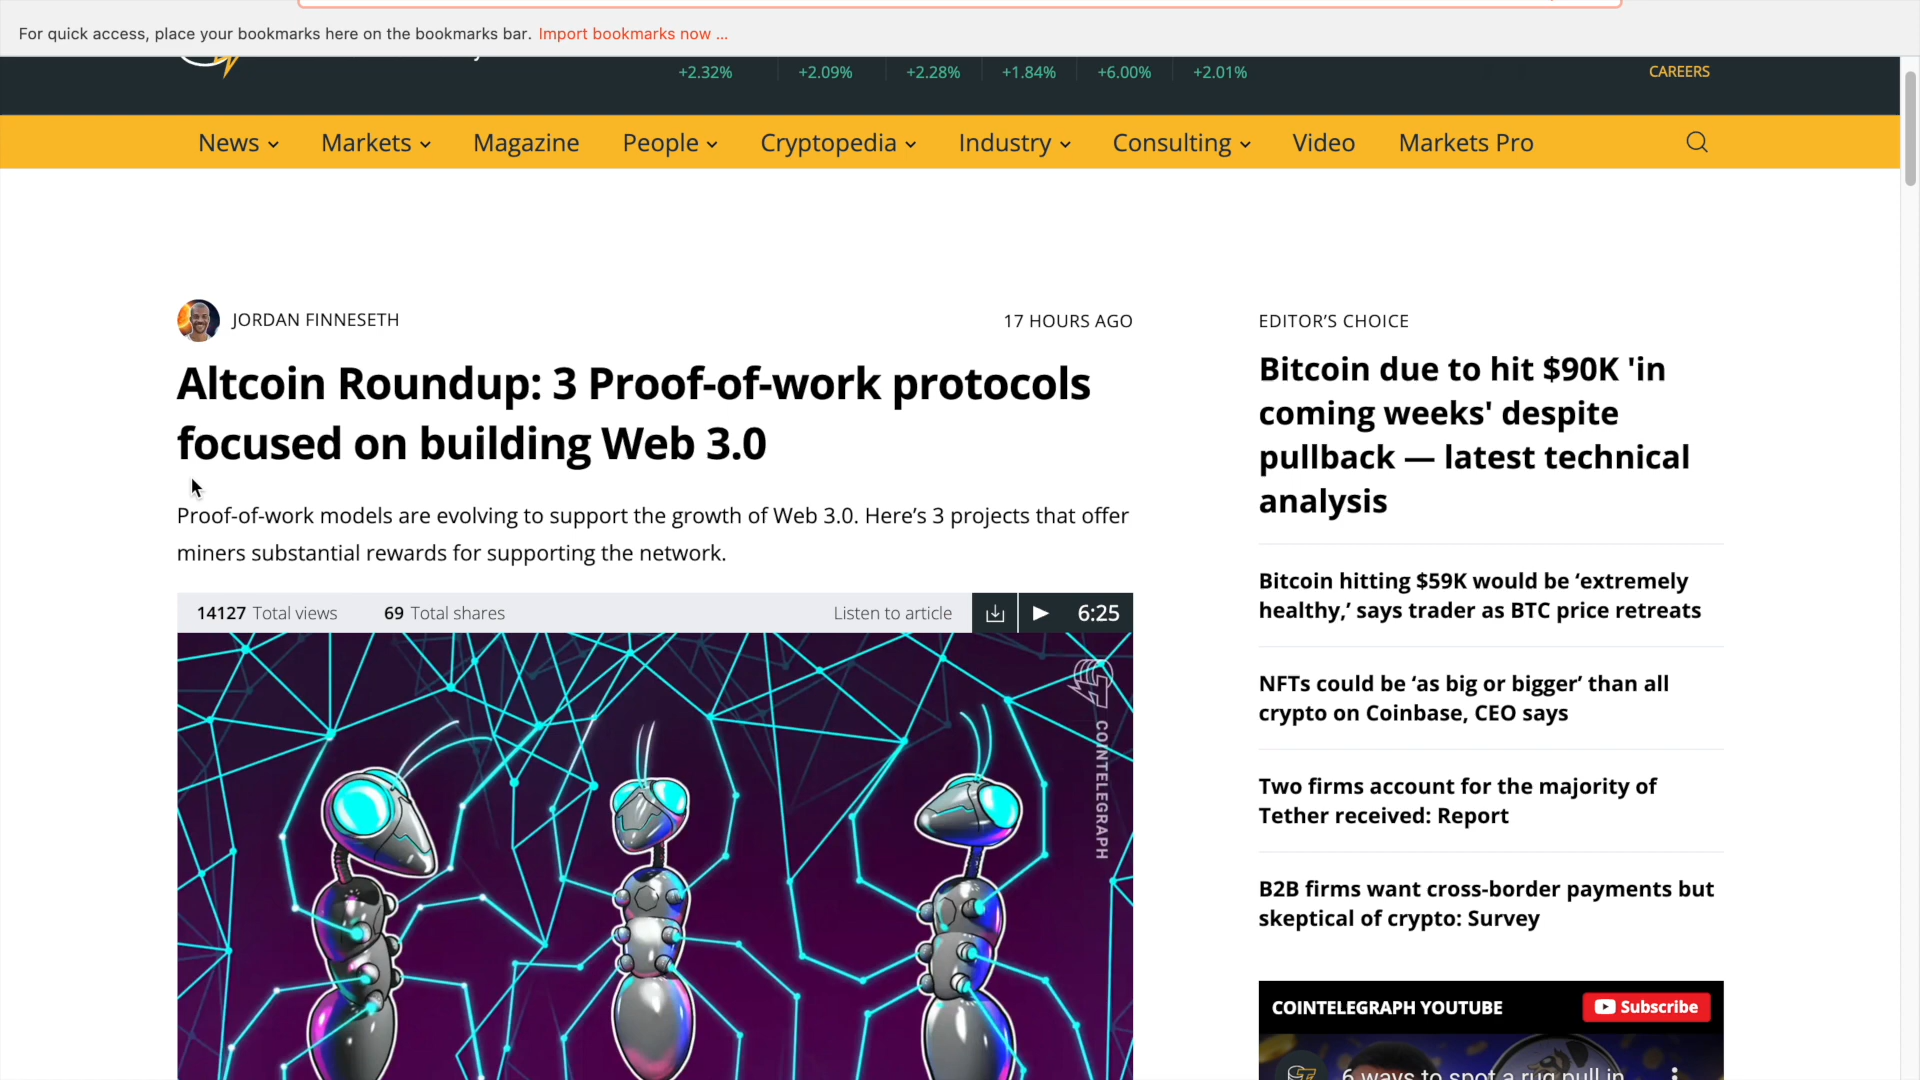 For quick access, place your bookmarks here on the bookmarks bar. Import bookmarks now ...
+2.32% +2.09% +2.28% +1.84% +6.00% +2.01% CAREERS
News Markets Magazine People Cryptopedia Industry Consulting Video Markets Pro
JORDAN FINNESETH 17 HOURS AGO
Altcoin Roundup: 3 Proof-of-work protocols
focused on building Web 3.0
Proof-of-work models are evolving to support the growth of Web 3.0. Here’s 3 projects that offer
miners substantial rewards for supporting the network.
14127 Total views 69 Total shares Listen to article 6:25
COINTELEGRAPH
EDITOR’S CHOICE
Bitcoin due to hit $90K 'in
coming weeks' despite
pullback — latest technical
analysis
Bitcoin hitting $59K would be ‘extremely
healthy,’ says trader as BTC price retreats
NFTs could be ‘as big or bigger’ than all
crypto on Coinbase, CEO says
Two firms account for the majority of
Tether received: Report
B2B firms want cross-border payments but
skeptical of crypto: Survey
COINTELEGRAPH YOUTUBE Subscribe
6 ways to spot a rug pull in